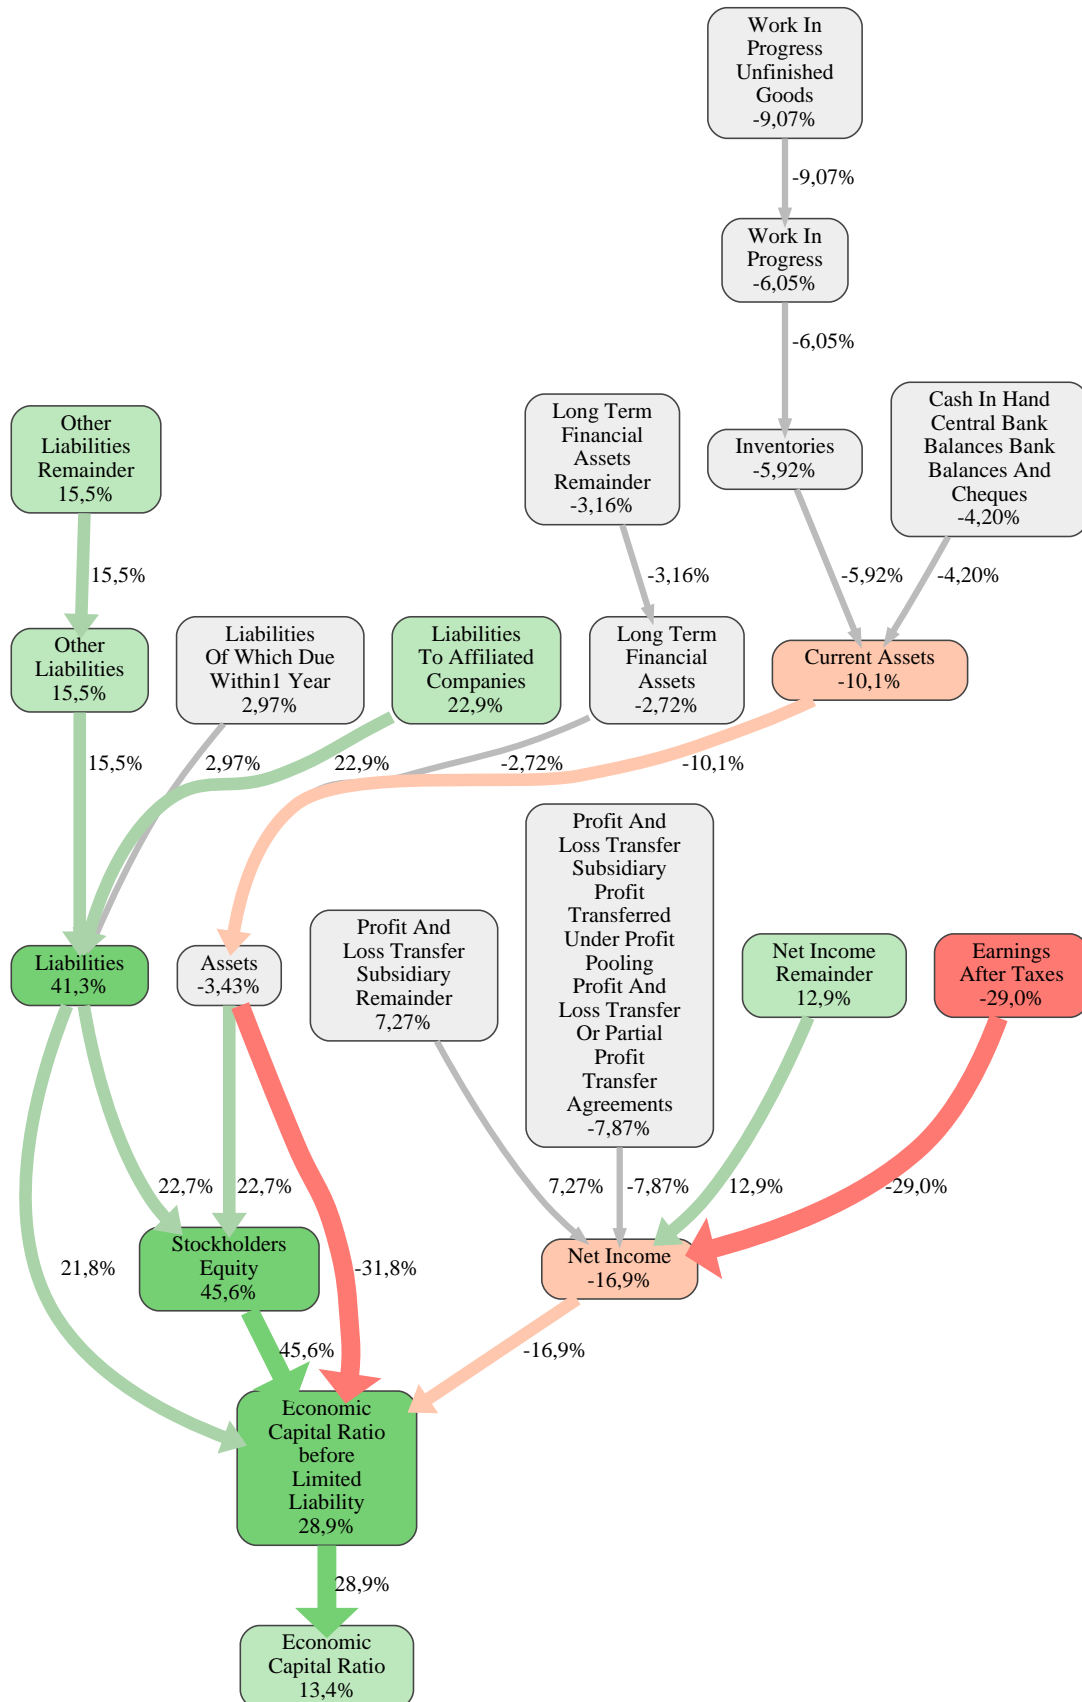 Work In
Progress
Unfinished
Goods
-9,07%
-9,07%
Work In
Progress
-6,05%
-6,05%
Other
Liabilities
Remainder
15,5%
Long Term
Financial
Assets
Remainder
-3,16%
Inventories
-5,92%
Cash In Hand
Central Bank
Balances Bank
Balances And
Cheques
-4,20%
15,5%
-3,16%
-5,92%
-4,20%
Other
Liabilities
15,5%
Liabilities
Of Which Due
Within1 Year
2,97%
Liabilities
To Affiliated
Companies
22,9%
Long Term
Financial
Assets
-2,72%
Current Assets
-10,1%
15,5%
2,97%
22,9%
-2,72%
-10,1%
Liabilities
41,3%
Assets
-3,43%
Profit And
Loss Transfer
Subsidiary
Remainder
7,27%
Profit And
Loss Transfer
Subsidiary
Profit
Transferred
Under Profit
Pooling
Profit And
Loss Transfer
Or Partial
Profit
Transfer
Agreements
-7,87%
Net Income
Remainder
12,9%
Earnings
After Taxes
-29,0%
22,7%
22,7%
7,27%
-7,87%
12,9%
-29,0%
Stockholders
Equity
45,6%
Net Income
-16,9%
21,8%
-31,8%
45,6%
-16,9%
Economic
Capital Ratio
before
Limited
Liability
28,9%
28,9%
Economic
Capital Ratio
13,4%